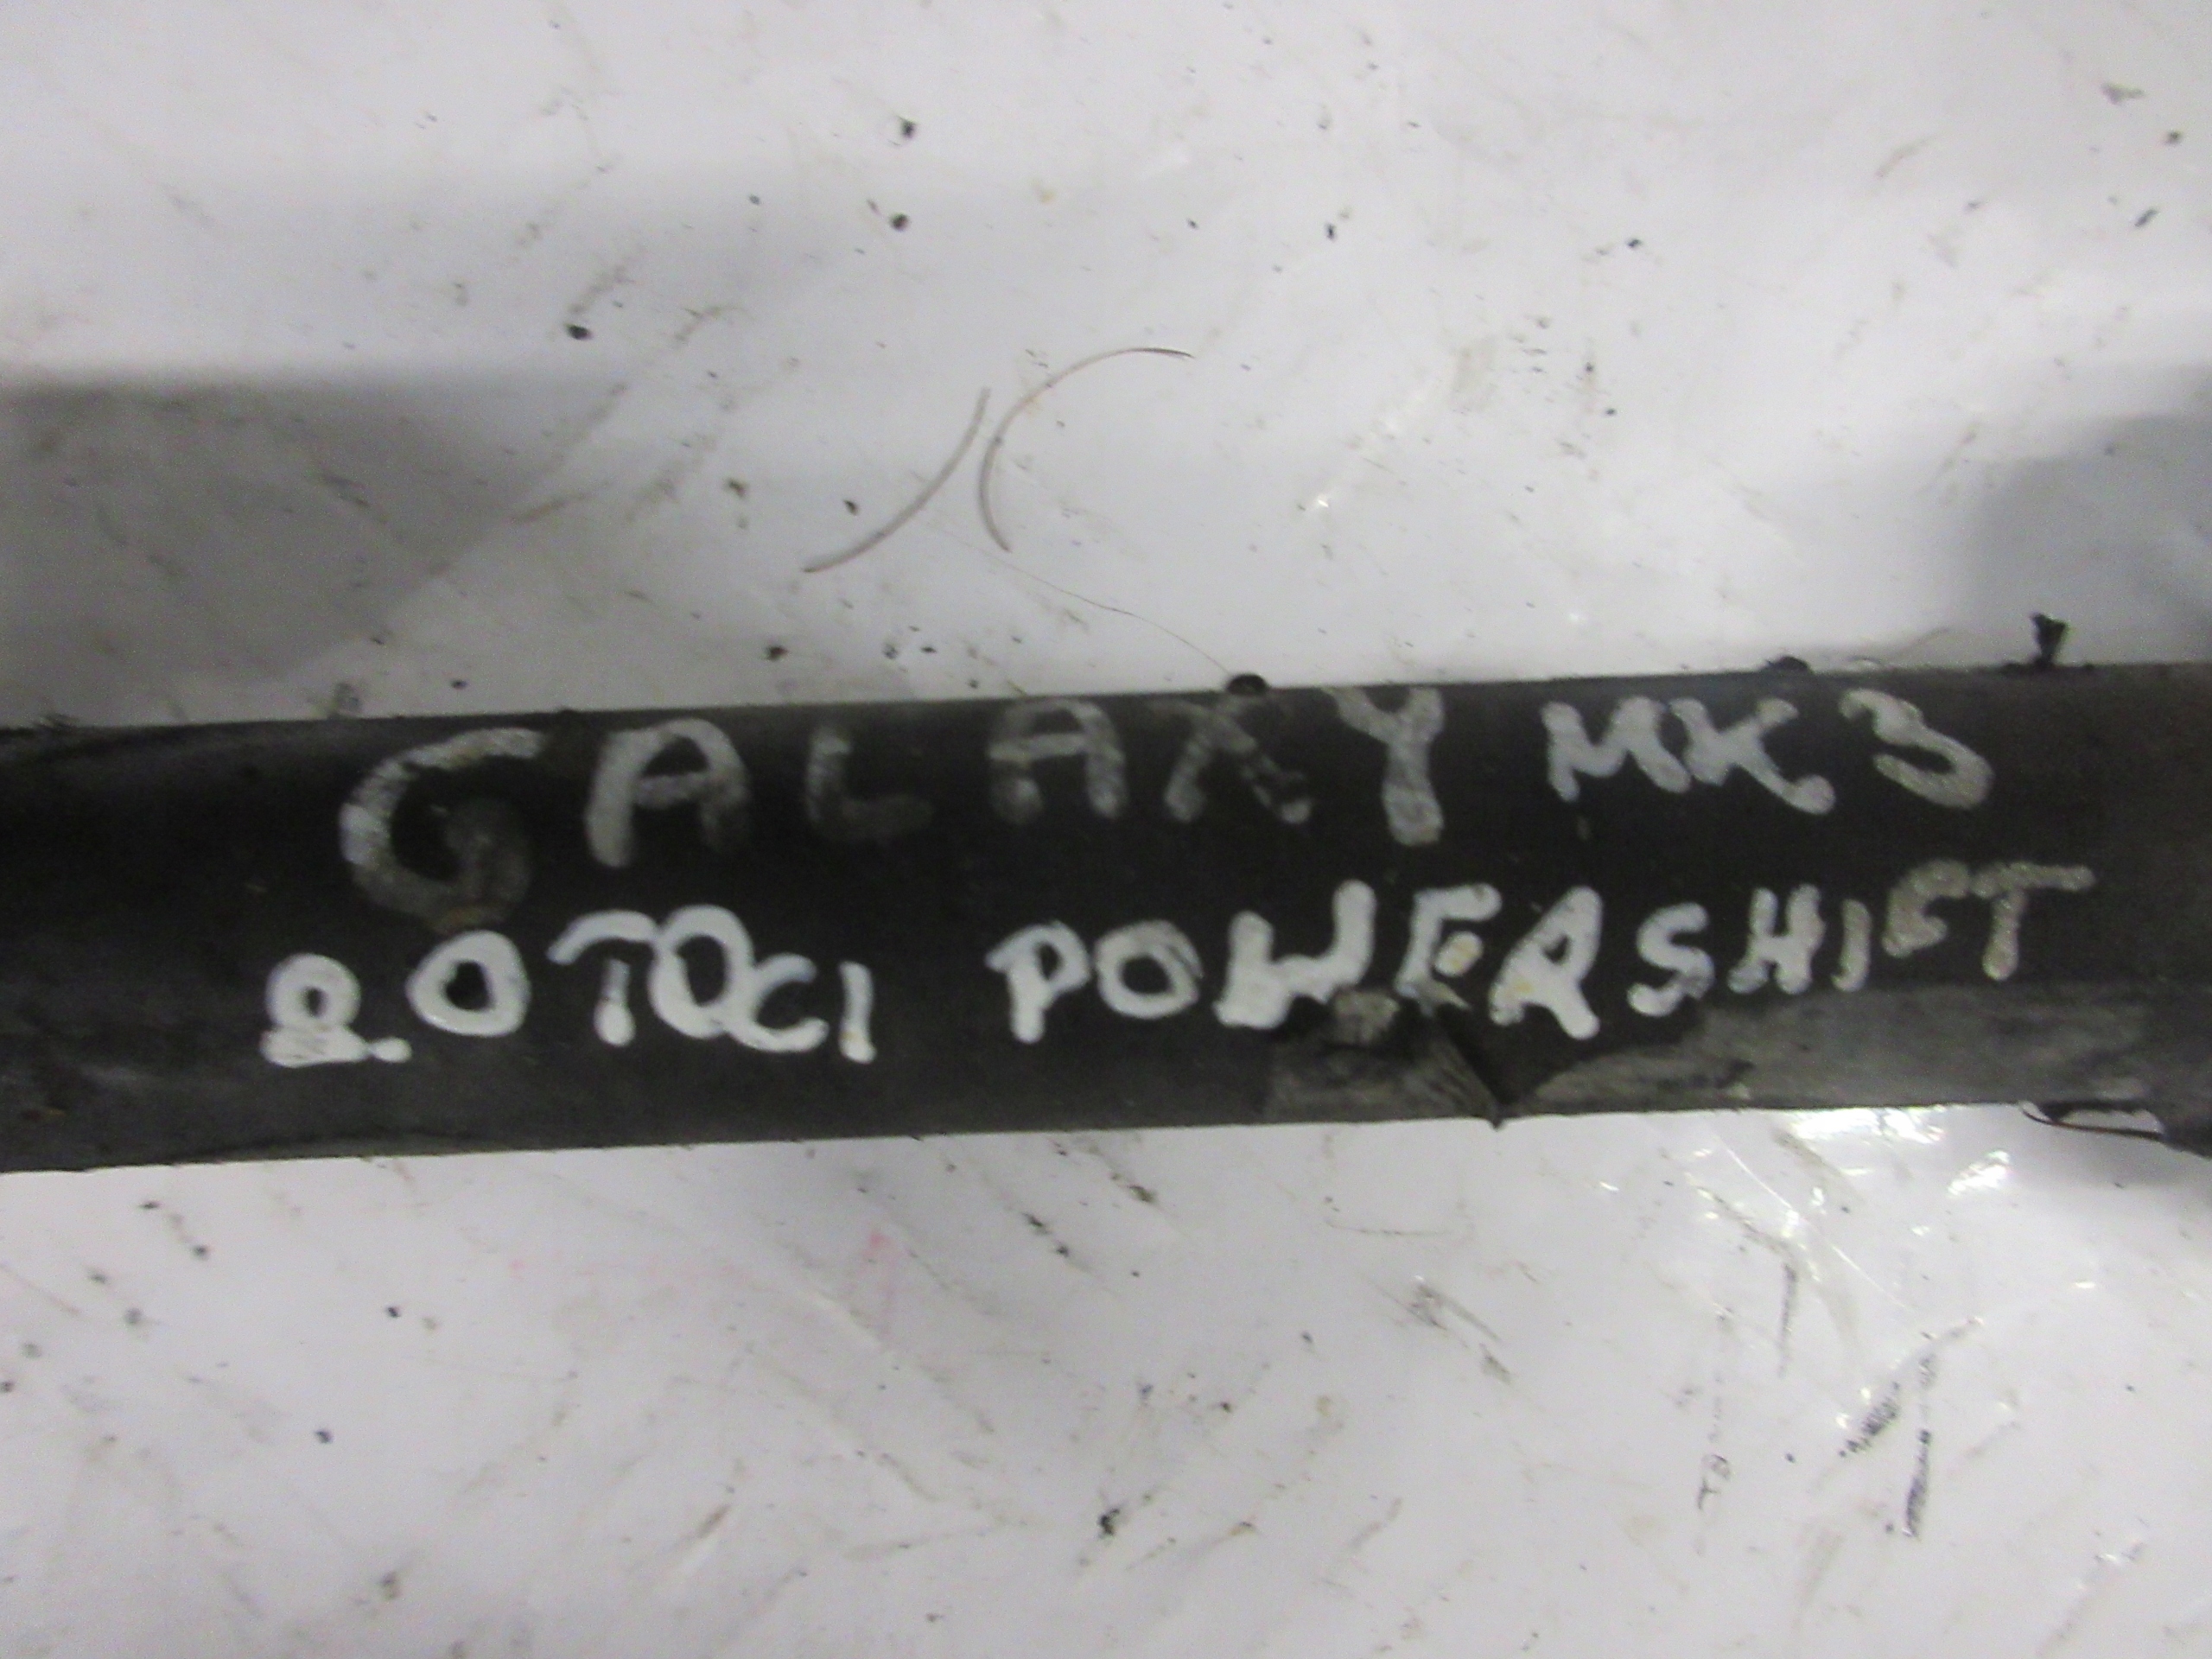 GALAXY MK3
2.0 TDCI POWERSHIFT